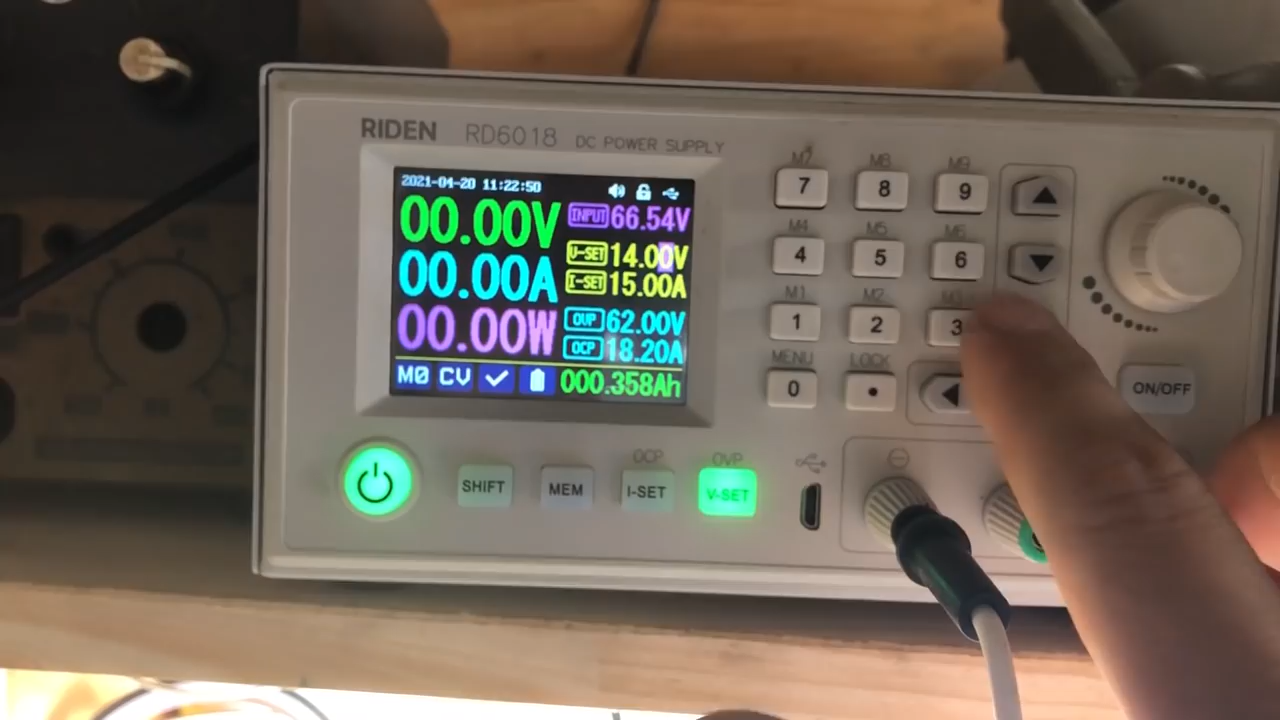 RIDEN RD6018 DC POWER SUPPLY
2021-04-20 11:22:50
00.00V
INPUT 66.54V
V-SET 14.00V
00.00A
I-SET 15.00A
00.00W
OVP 62.00V
OCP 18.20A
M0 CV 000.358Ah
M7 M8 M9
7 8 9
M4 M5 M6
4 5 6
M1 M2 M3
1 2 3
MENU LOCK
0 .
ON/OFF
OCP OVP
SHIFT MEM I-SET V-SET